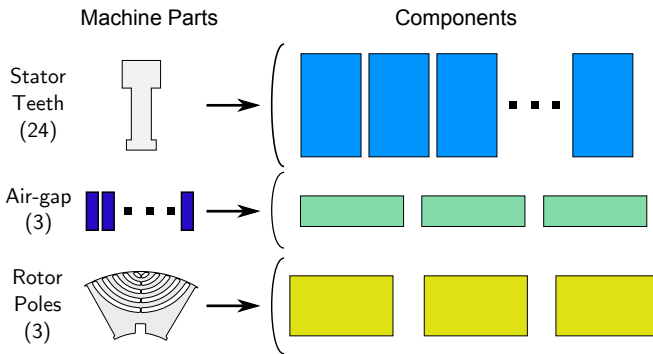 Machine Parts
Components
Stator
Teeth
(24)
Air-gap
(3)
Rotor
Poles
(3)